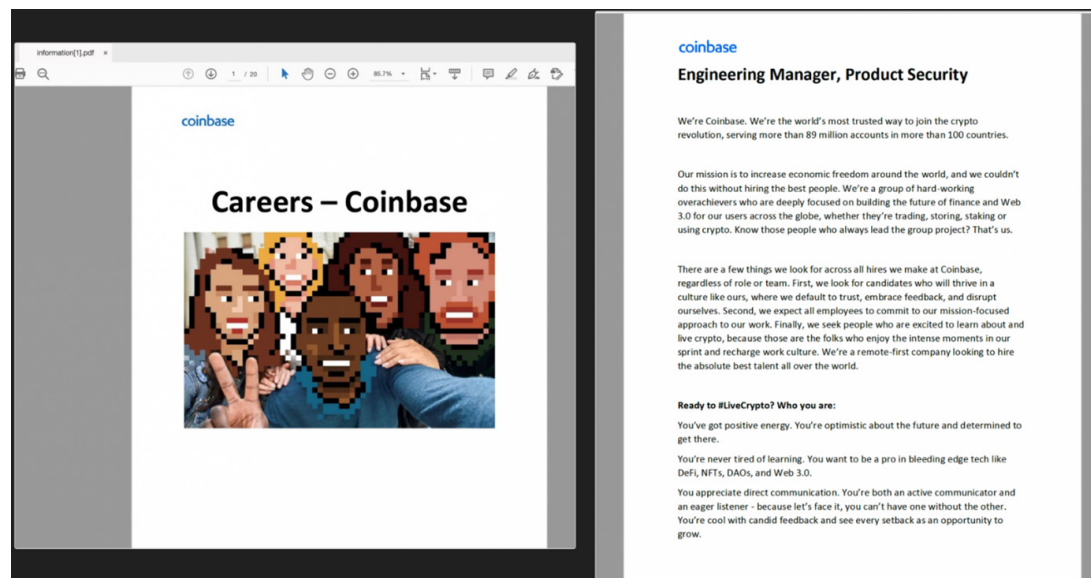 information[1].pdf ×
1 / 20
85.7%
coinbase
Careers – Coinbase
coinbase
Engineering Manager, Product Security
We're Coinbase. We're the world's most trusted way to join the crypto
revolution, serving more than 89 million accounts in more than 100 countries.
Our mission is to increase economic freedom around the world, and we couldn't
do this without hiring the best people. We're a group of hard-working
overachievers who are deeply focused on building the future of finance and Web
3.0 for our users across the globe, whether they're trading, storing, staking or
using crypto. Know those people who always lead the group project? That's us.
There are a few things we look for across all hires we make at Coinbase,
regardless of role or team. First, we look for candidates who will thrive in a
culture like ours, where we default to trust, embrace feedback, and disrupt
ourselves. Second, we expect all employees to commit to our mission-focused
approach to our work. Finally, we seek people who are excited to learn about and
live crypto, because those are the folks who enjoy the intense moments in our
sprint and recharge work culture. We're a remote-first company looking to hire
the absolute best talent all over the world.
Ready to #LiveCrypto? Who you are:
You've got positive energy. You're optimistic about the future and determined to
get there.
You're never tired of learning. You want to be a pro in bleeding edge tech like
DeFi, NFTs, DAOs, and Web 3.0.
You appreciate direct communication. You're both an active communicator and
an eager listener - because let's face it, you can't have one without the other.
You're cool with candid feedback and see every setback as an opportunity to
grow.